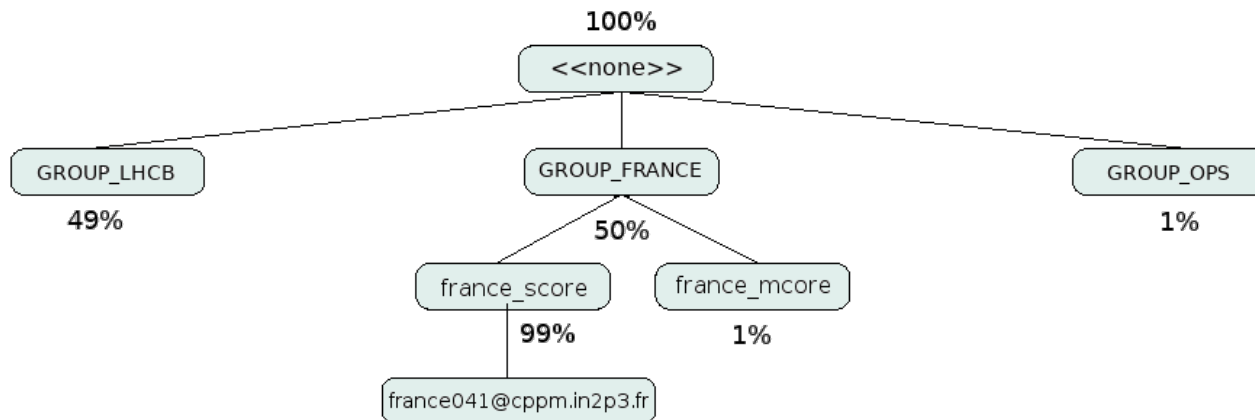 100%
<<none>>
GROUP_LHCB
GROUP_FRANCE
GROUP_OPS
49%
50%
1%
france_score
france_mcore
99%
1%
france041@cppm.in2p3.fr